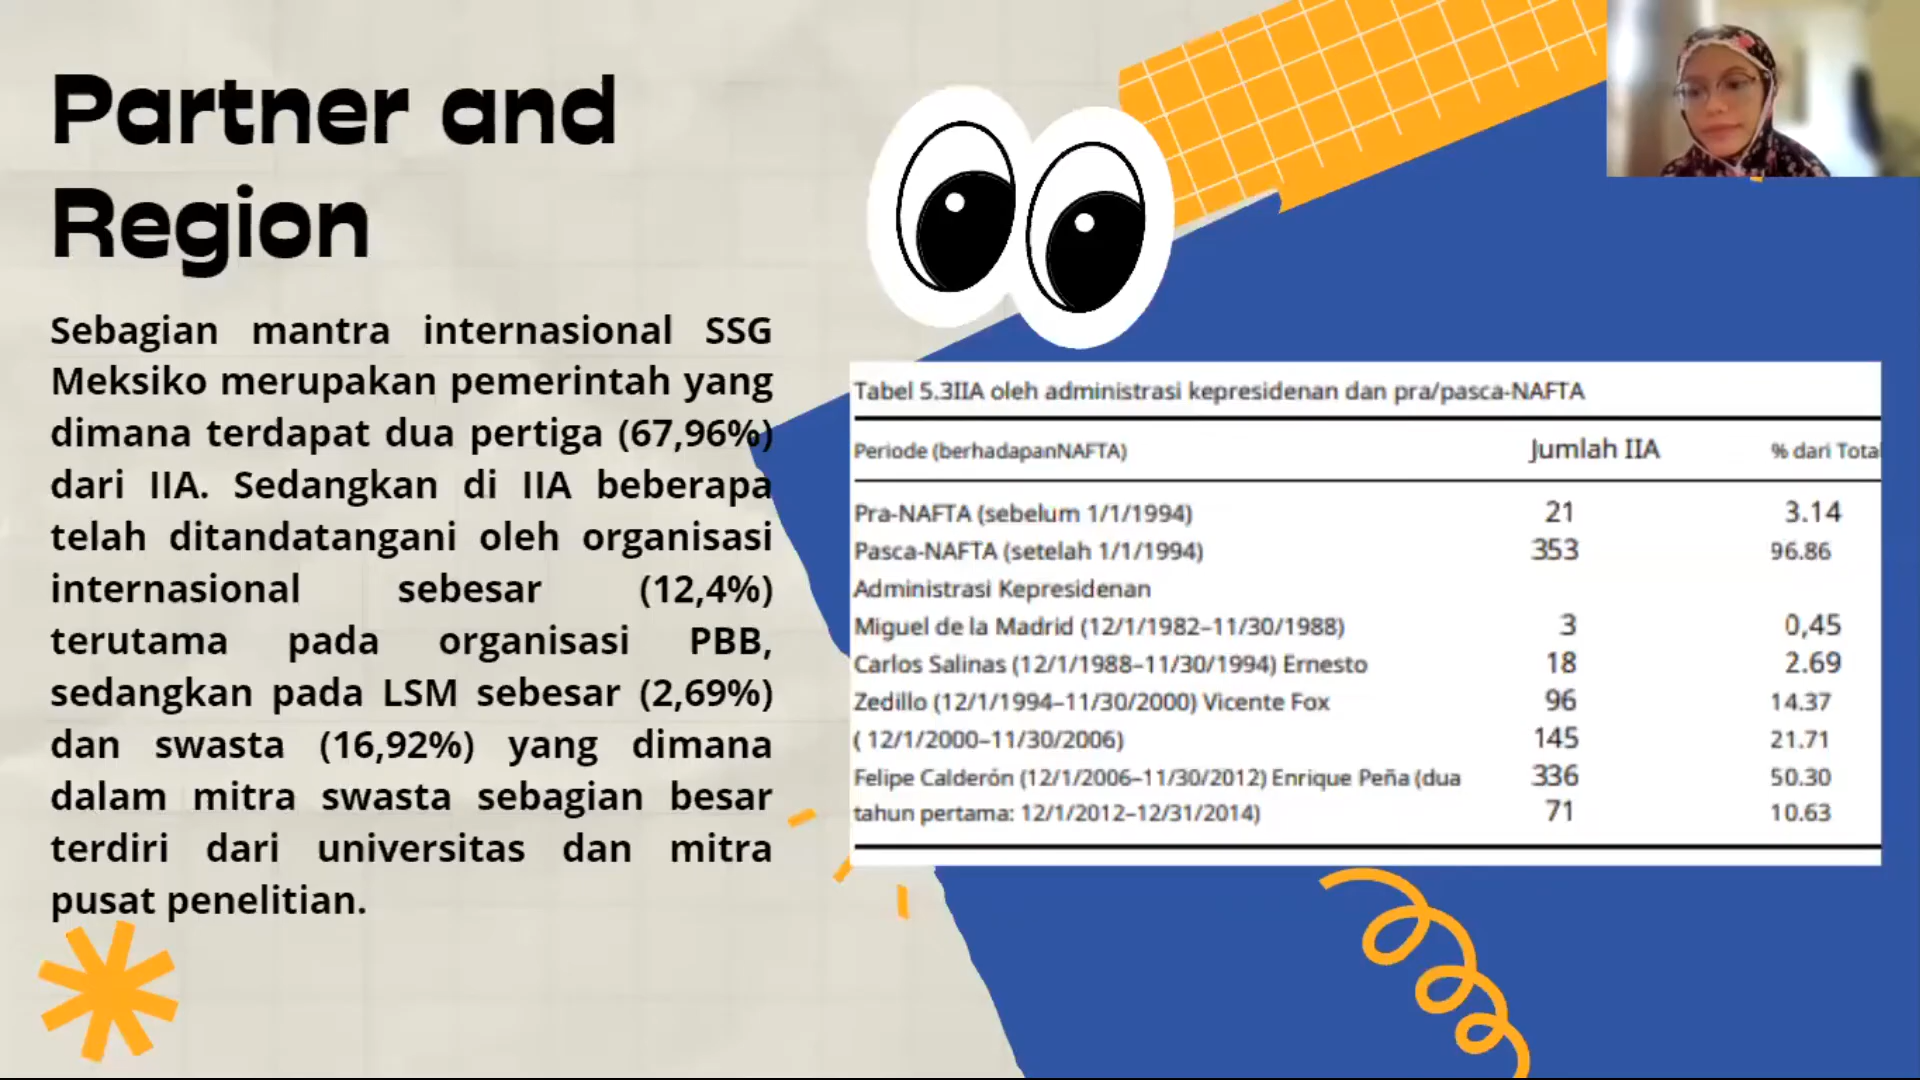 Partner and
Region
Sebagian mantra internasional SSG
Meksiko merupakan pemerintah yang
dimana terdapat dua pertiga (67,96%)
dari IIA. Sedangkan di IIA beberapa
telah ditandatangani oleh organisasi
internasional sebesar (12,4%)
terutama pada organisasi PBB,
sedangkan pada LSM sebesar (2,69%)
dan swasta (16,92%) yang dimana
dalam mitra swasta sebagian besar
terdiri dari universitas dan mitra
pusat penelitian.
Tabel 5.3IIA oleh administrasi kepresidenan dan pra/pasca-NAFTA
Periode (berhadapanNAFTA) Jumlah IIA % dari Total
Pra-NAFTA (sebelum 1/1/1994) 21 3.14
Pasca-NAFTA (setelah 1/1/1994) 353 96.86
Administrasi Kepresidenan
Miguel de la Madrid (12/1/1982–11/30/1988) 3 0,45
Carlos Salinas (12/1/1988–11/30/1994) Ernesto 18 2.69
Zedillo (12/1/1994–11/30/2000) Vicente Fox 96 14.37
( 12/1/2000–11/30/2006) 145 21.71
Felipe Calderón (12/1/2006–11/30/2012) Enrique Peña (dua 336 50.30
tahun pertama: 12/1/2012–12/31/2014) 71 10.63